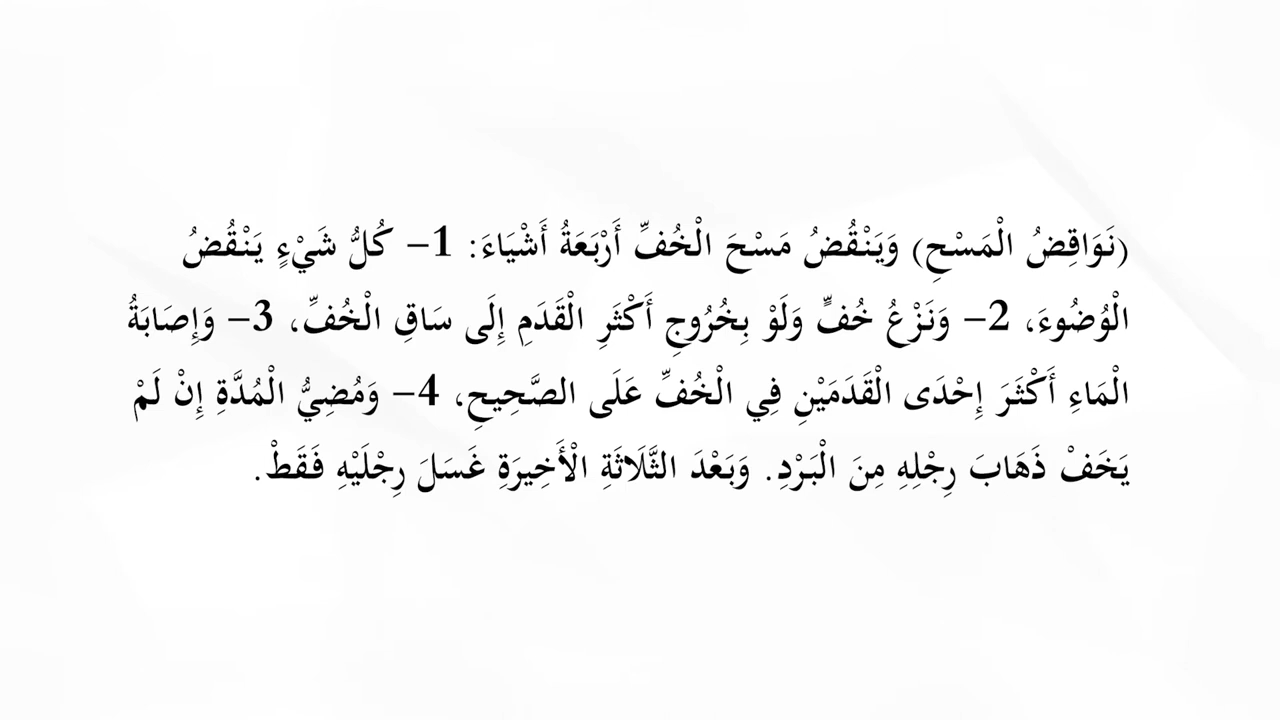 (نَوَاقِضُ الْمَسْحِ) وَيَنْقُضُ مَسْحَ الْخُفِّ أَرْبَعَةُ أَشْيَاءَ: 1- كُلُّ شَيْءٍ يَنْقُضُ
الْوُضُوءَ، 2- وَنَزْعُ خُفٍّ وَلَوْ بِخُرُوجِ أَكْثَرِ الْقَدَمِ إِلَى سَاقِ الْخُفِّ، 3- وَإِصَابَةُ
الْمَاءِ أَكْثَرَ إِحْدَى الْقَدَمَيْنِ فِي الْخُفِّ عَلَى الصَّحِيحِ، 4- وَمُضِيُّ الْمُدَّةِ إِنْ لَمْ
يَخَفْ ذَهَابَ رِجْلِهِ مِنَ الْبَرْدِ. وَبَعْدَ الثَّلَاثَةِ الْأَخِيرَةِ غَسَلَ رِجْلَيْهِ فَقَطْ.